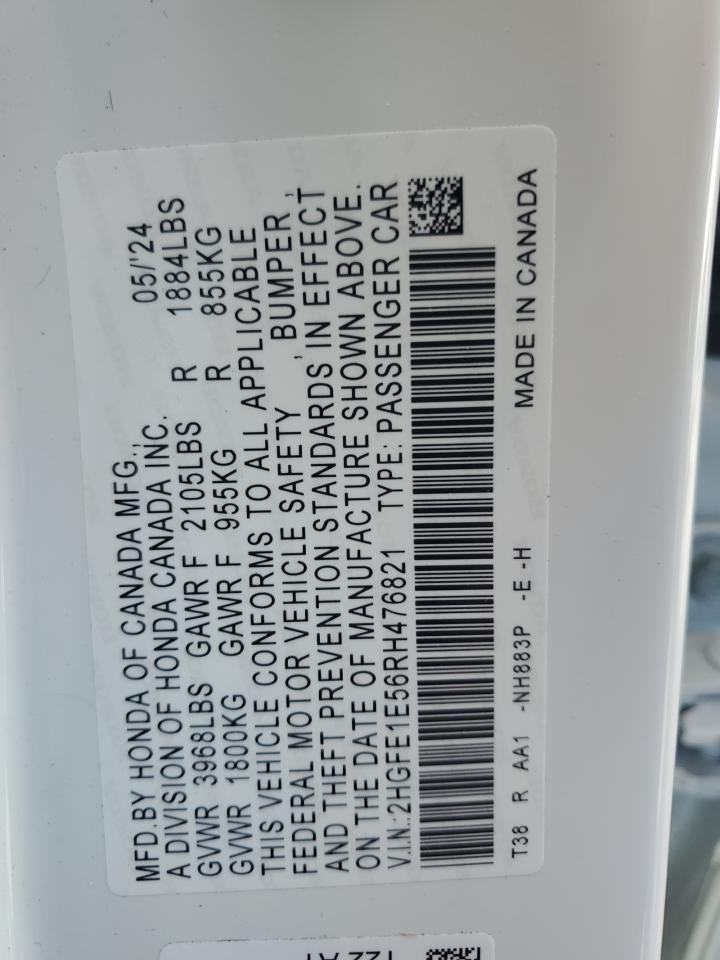 MFD.BY HONDA OF CANADA MFG., 05/'24
A DIVISION OF HONDA CANADA INC.
GVWR 3968LBS GAWR F 2105LBS R 1884LBS
GVWR 1800KG GAWR F 955KG R 855KG
THIS VEHICLE CONFORMS TO ALL APPLICABLE
FEDERAL MOTOR VEHICLE SAFETY, BUMPER,
AND THEFT PREVENTION STANDARDS IN EFFECT
ON THE DATE OF MANUFACTURE SHOWN ABOVE.
V.I.N.:2HGFE1E56RH476821 TYPE: PASSENGER CAR
T38 R AA1 -NH883P -E -H MADE IN CANADA